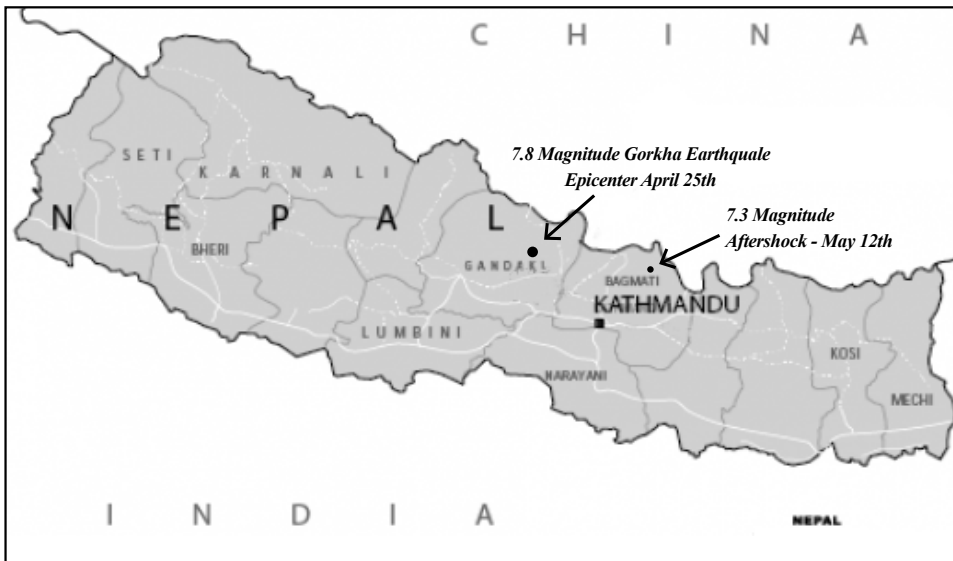 C H I N A
7.8 Magnitude Gorkha Earthquale
Epicenter April 25th
7.3 Magnitude
Aftershock - May 12th
SETI
KARNALI
N E P A L
BHERI
GANDAKI
BAGMATI
KATHMANDU
LUMBINI
KOSI
NARAYANI
MECHI
I N D I A
NEPAL